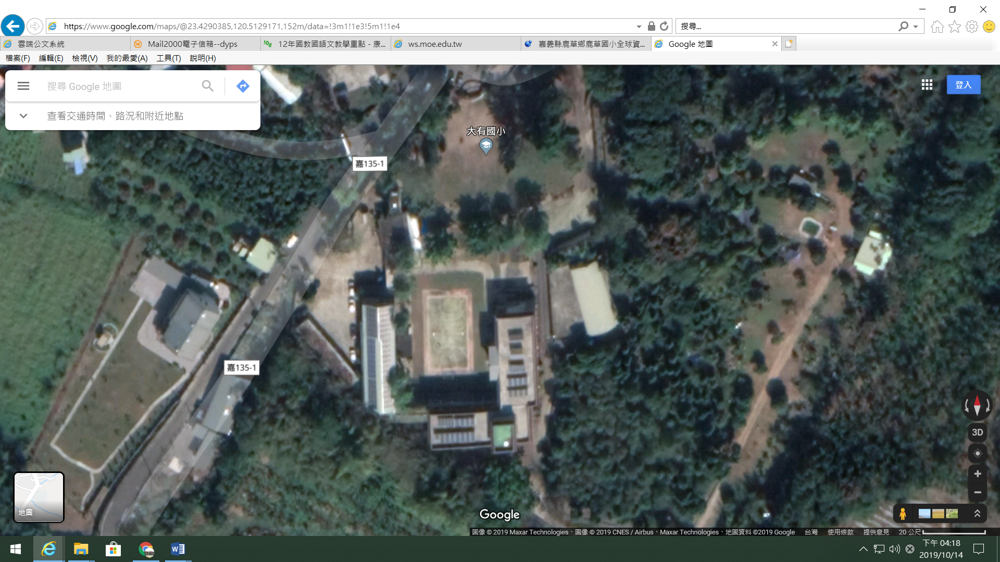 https://www.google.com/maps/@23.4290385,120.5129171,152m/data=!3m1!1e3!5m1!1e4
搜尋...
雲端公文系統
Mail2000電子信箱--dyps
12年國教國語文教學重點 - 康...
ws.moe.edu.tw
嘉義縣鹿草鄉鹿草國小全球資...
Google 地圖
檔案(F)
編輯(E)
檢視(V)
我的最愛(A)
工具(T)
說明(H)
搜尋 Google 地圖
登入
查看交通時間、路況和附近地點
大有國小
嘉135-1
嘉135-1
3D
地圖
Google
圖像 © 2019 Maxar Technologies、圖像 © 2019 CNES / Airbus、Maxar Technologies、地圖資料 ©2019 Google
台灣
使用條款
提供意見
20 公尺
下午 04:18
2019/10/14